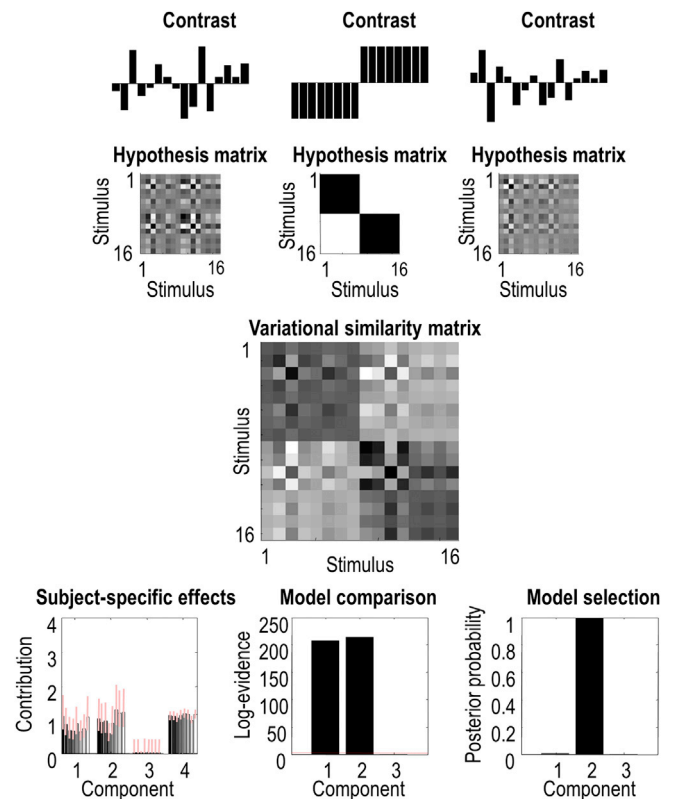 Contrast
Contrast
Contrast
Hypothesis matrix
Hypothesis matrix
Hypothesis matrix
Stimulus
1
16
1
16
Stimulus
Stimulus
1
16
1
16
Stimulus
Stimulus
1
16
1
16
Stimulus
Variational similarity matrix
Stimulus
1
16
1
16
Stimulus
Subject-specific effects
Contribution
4
3
2
1
0
1
2
3
4
Component
Model comparison
Log-evidence
250
200
150
100
50
0
1
2
3
Component
Model selection
Posterior probability
1
0.8
0.6
0.4
0.2
0
1
2
3
Component